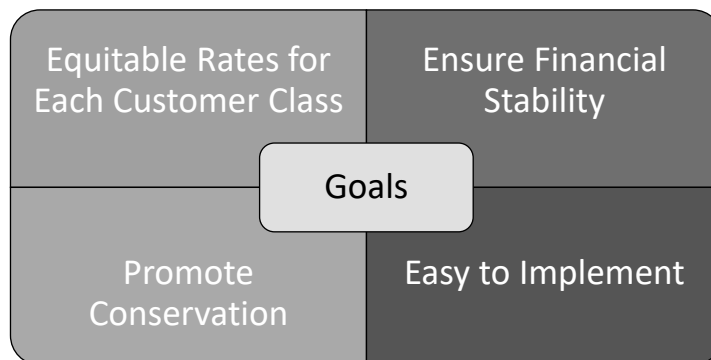 Equitable Rates for
Each Customer Class
Ensure Financial
Stability
Goals
Promote
Conservation
Easy to Implement